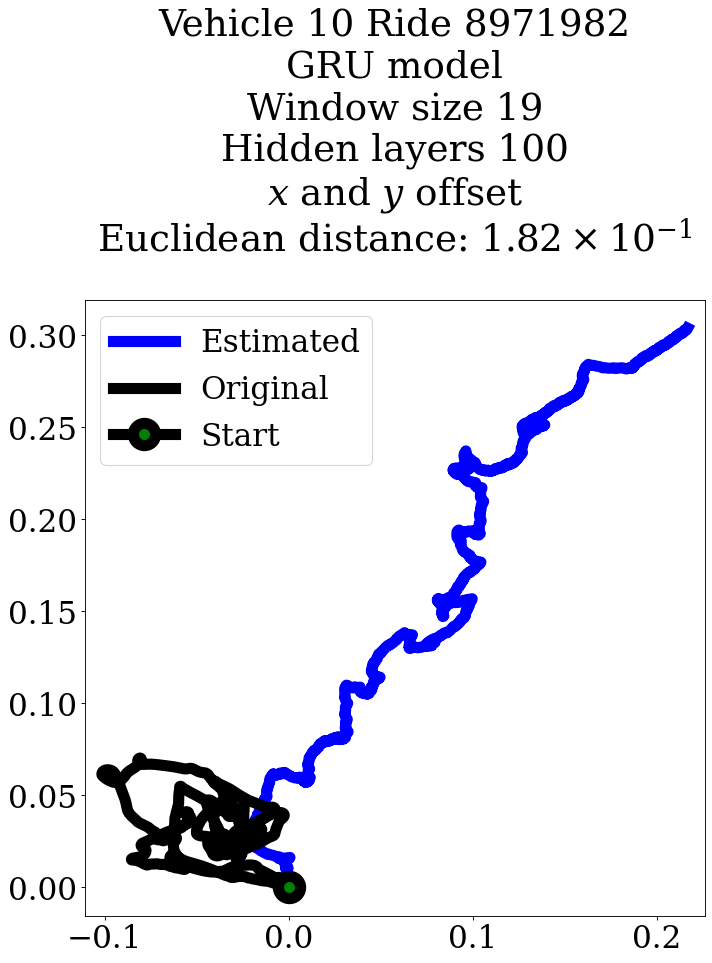 Vehicle 10 Ride 8971982
GRU model
Window size 19
Hidden layers 100
x and y offset
Euclidean distance: 1.82 × 10⁻¹
Estimated
Original
Start
0.30
0.25
0.20
0.15
0.10
0.05
0.00
−0.1 0.0 0.1 0.2